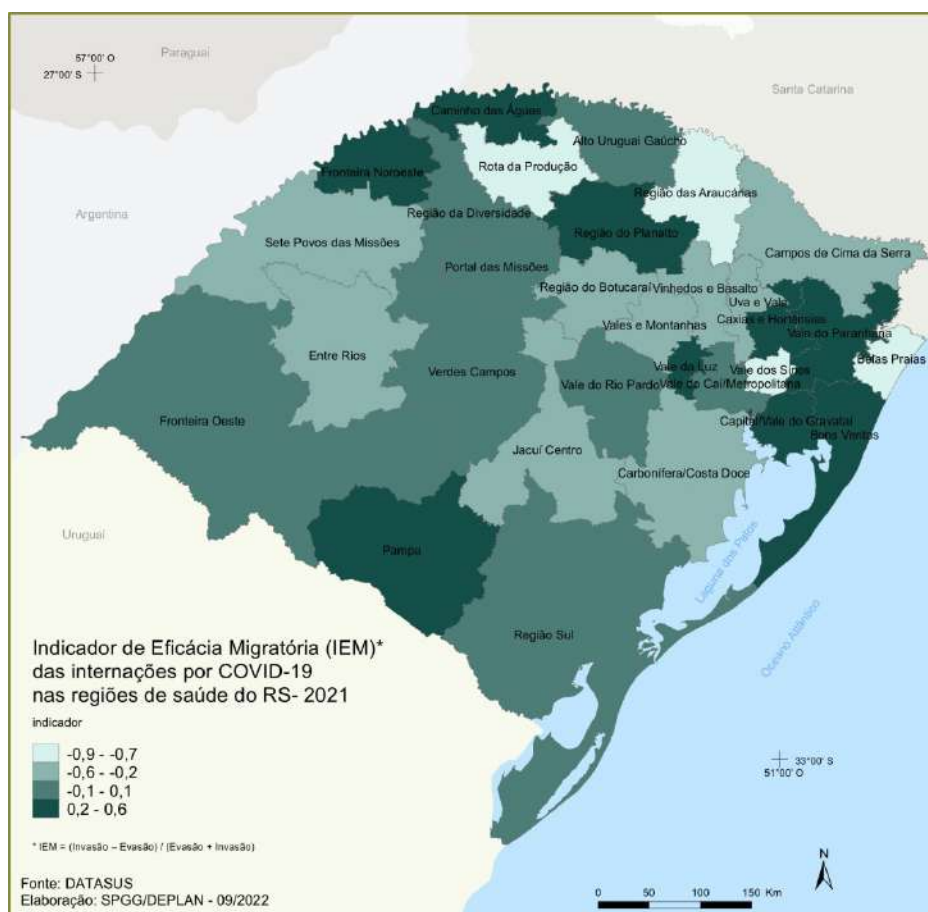 Paraguai
57°00' O
27°00' S
Santa Catarina
Caminho das Águas
Alto Uruguai Gaúcho
Rota da Produção
Fronteira Noroeste
Região das Araucárias
Argentina
Região da Diversidade
Região do Planalto
Sete Povos das Missões
Campos de Cima da Serra
Portal das Missões
Região do Botucaraí
Vinhedos e Basalto
Uva e Vale
Caxias e Hortênsias
Vales e Montanhas
Vale do Paranhana
Entre Rios
Belas Praias
Vale da Luz
Vale dos Sinos
Verdes Campos
Vale do Rio Pardo
Vale do Caí/Metropolitana
Fronteira Oeste
Capital/Vale do Gravataí
Bons Ventos
Jacuí Centro
Carbonífera/Costa Doce
Uruguai
Pampa
Laguna dos Patos
Região Sul
Oceano Atlântico
Indicador de Eficácia Migratória (IEM)*
das internações por COVID-19
nas regiões de saúde do RS- 2021
indicador
-0,9 - -0,7
-0,6 - -0,2
-0,1 - 0,1
0,2 - 0,6
33°00' S
51°00' O
* IEM = (Invasão – Evasão) / (Evasão + Invasão)
Fonte: DATASUS
Elaboração: SPGG/DEPLAN - 09/2022
N
0 50 100 150 Km